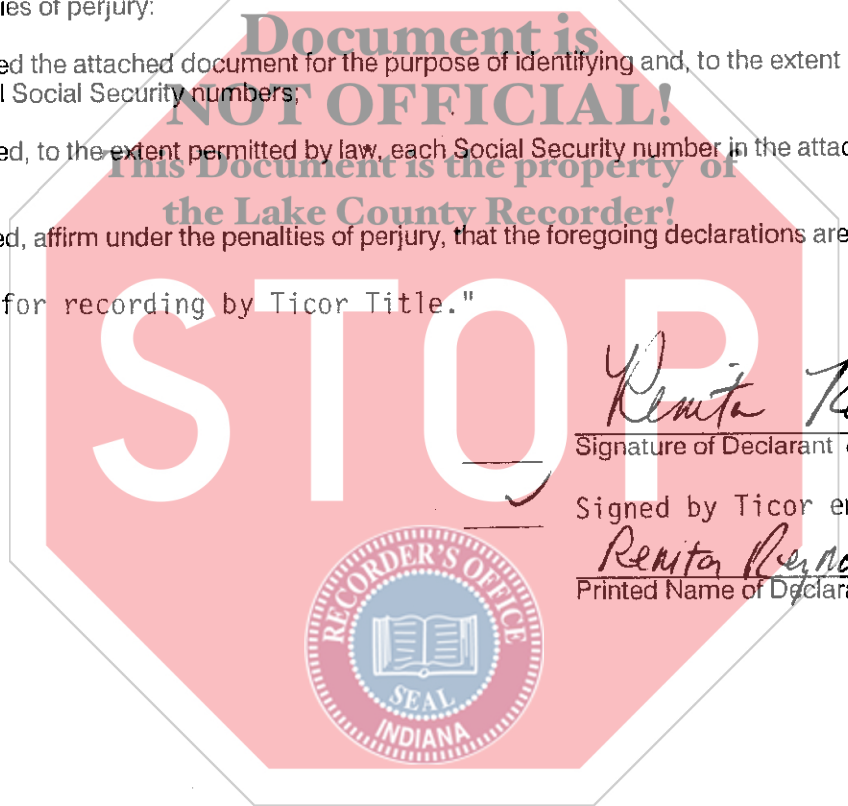 ies of perjury:
Document is
ed the attached document for the purpose of identifying and, to the extent
l Social Security numbers;
NOT OFFICIAL!
ed, to the extent permitted by law, each Social Security number in the attac
This Document is the property of
the Lake County Recorder!
ed, affirm under the penalties of perjury, that the foregoing declarations are
for recording by Ticor Title."
STOP
Renita
Signature of Declarant
Signed by Ticor e
Renita
Printed Name of Declara
RECORDER'S OFFICE
SEAL
INDIANA